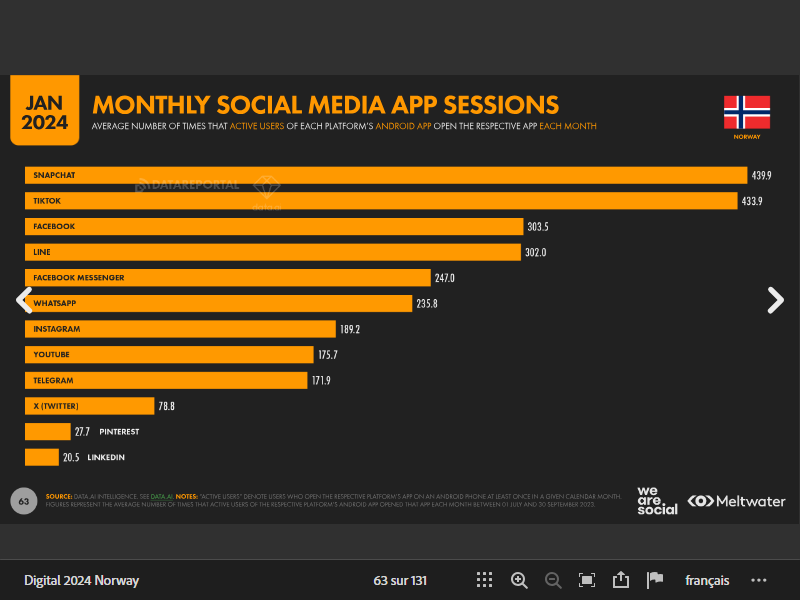 JAN
2024
MONTHLY SOCIAL MEDIA APP SESSIONS
AVERAGE NUMBER OF TIMES THAT ACTIVE USERS OF EACH PLATFORM'S ANDROID APP OPEN THE RESPECTIVE APP EACH MONTH
NORWAY
SNAPCHAT 439.9
DATAREPORTAL
TIKTOK 433.9
FACEBOOK 303.5
LINE 302.0
FACEBOOK MESSENGER 247.0
WHATSAPP 235.8
INSTAGRAM 189.2
YOUTUBE 175.7
TELEGRAM 171.9
X (TWITTER) 78.8
27.7 PINTEREST
20.5 LINKEDIN
63
SOURCE: DATA.AI INTELLIGENCE. SEE DATA.AI. NOTES: "ACTIVE USERS" DENOTE USERS WHO OPEN THE RESPECTIVE PLATFORM'S APP ON AN ANDROID PHONE AT LEAST ONCE IN A GIVEN CALENDAR MONTH.
FIGURES REPRESENT THE AVERAGE NUMBER OF TIMES THAT ACTIVE USERS OF THE RESPECTIVE PLATFORM'S ANDROID APP OPENED THAT APP EACH MONTH BETWEEN 01 JULY AND 30 SEPTEMBER 2023.
we
are
social
Meltwater
Digital 2024 Norway
63 sur 131
français